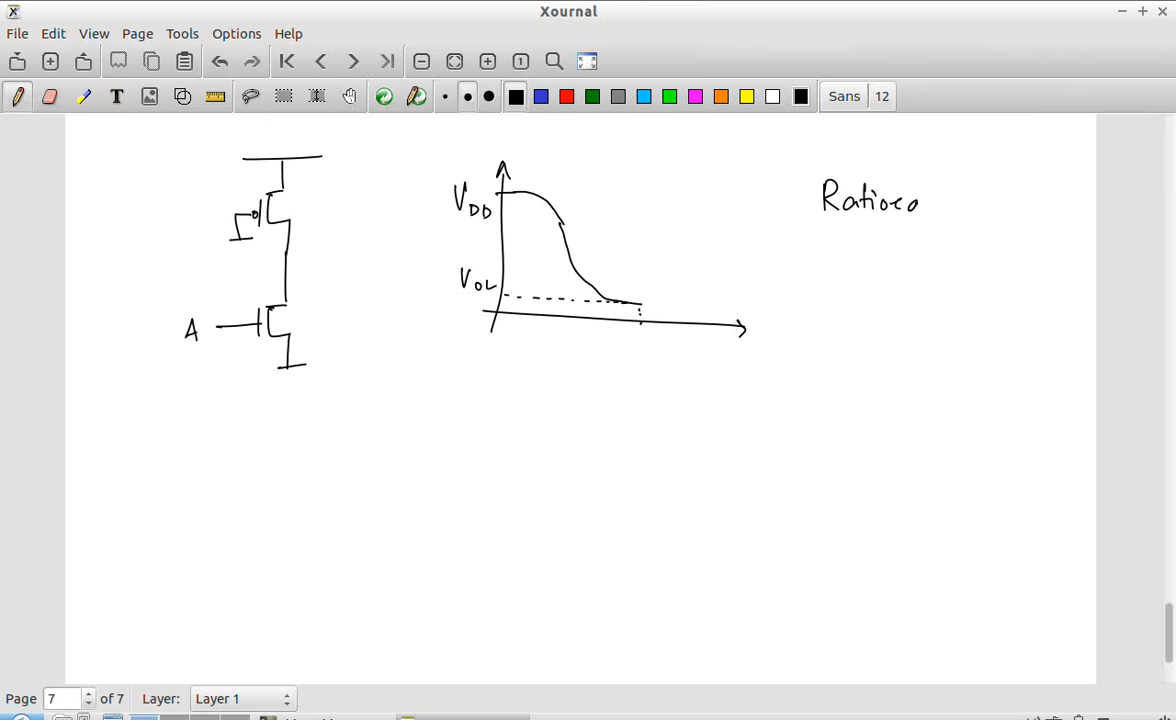 Xournal
File Edit View Page Tools Options Help
Sans 12
VDD
VOL
A
Page 7 of 7 Layer: Layer 1